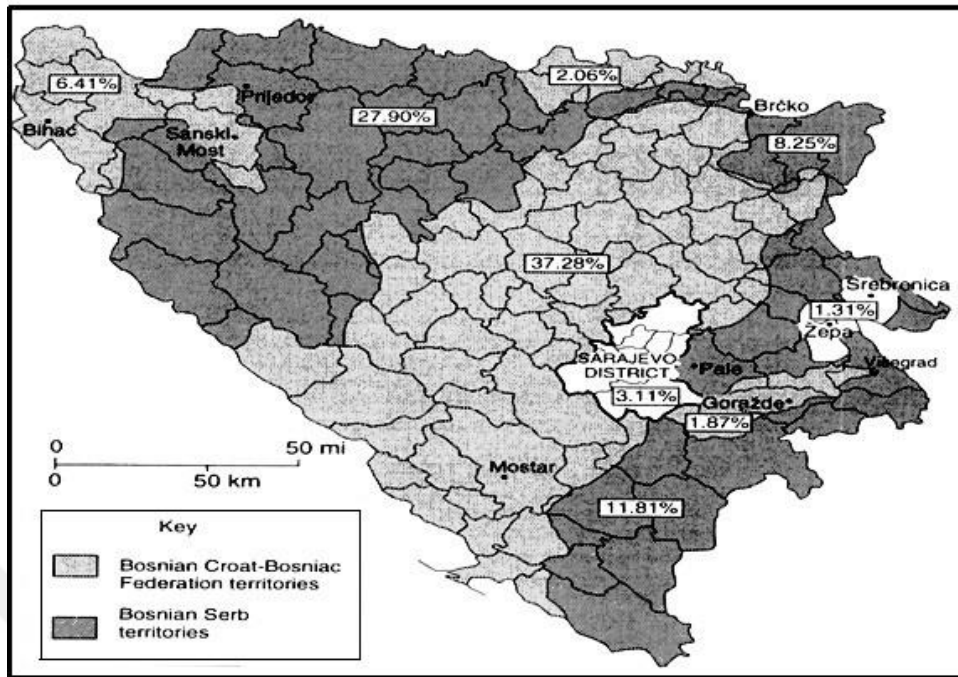 6.41%
2.06%
Prijedor
27.90%
Brčko
Bihać
Sanski
Most
8.25%
37.28%
Srebronica
1.31%
Žepa
SARAJEVO
DISTRICT
Pale
Višegrad
3.11%
Goražde
1.87%
0 50 mi
50 km
Mostar
11.81%
Key
Bosnian Croat-Bosniac
Federation territories
Bosnian Serb
territories